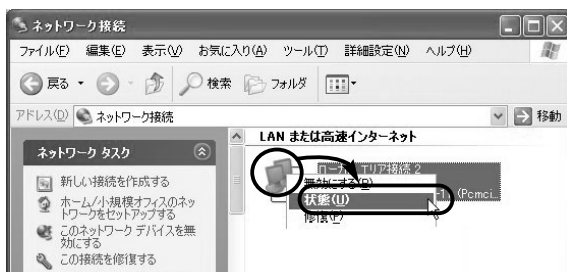 ネットワーク接続
ファイル(F) 編集(E) 表示(V) お気に入り(A) ツール(T) 詳細設定(N) ヘルプ(H)
戻る 検索 フォルダ
アドレス(D) ネットワーク接続 移動
ネットワーク タスク
新しい接続を作成する
ホーム/小規模オフィスのネットワークをセットアップする
このネットワーク デバイスを無効にする
この接続を修復する
LAN または高速インターネット
ローカル エリア接続 2
無効にする(B)
状態(U)
修復(P)
-1 (Pcmci...